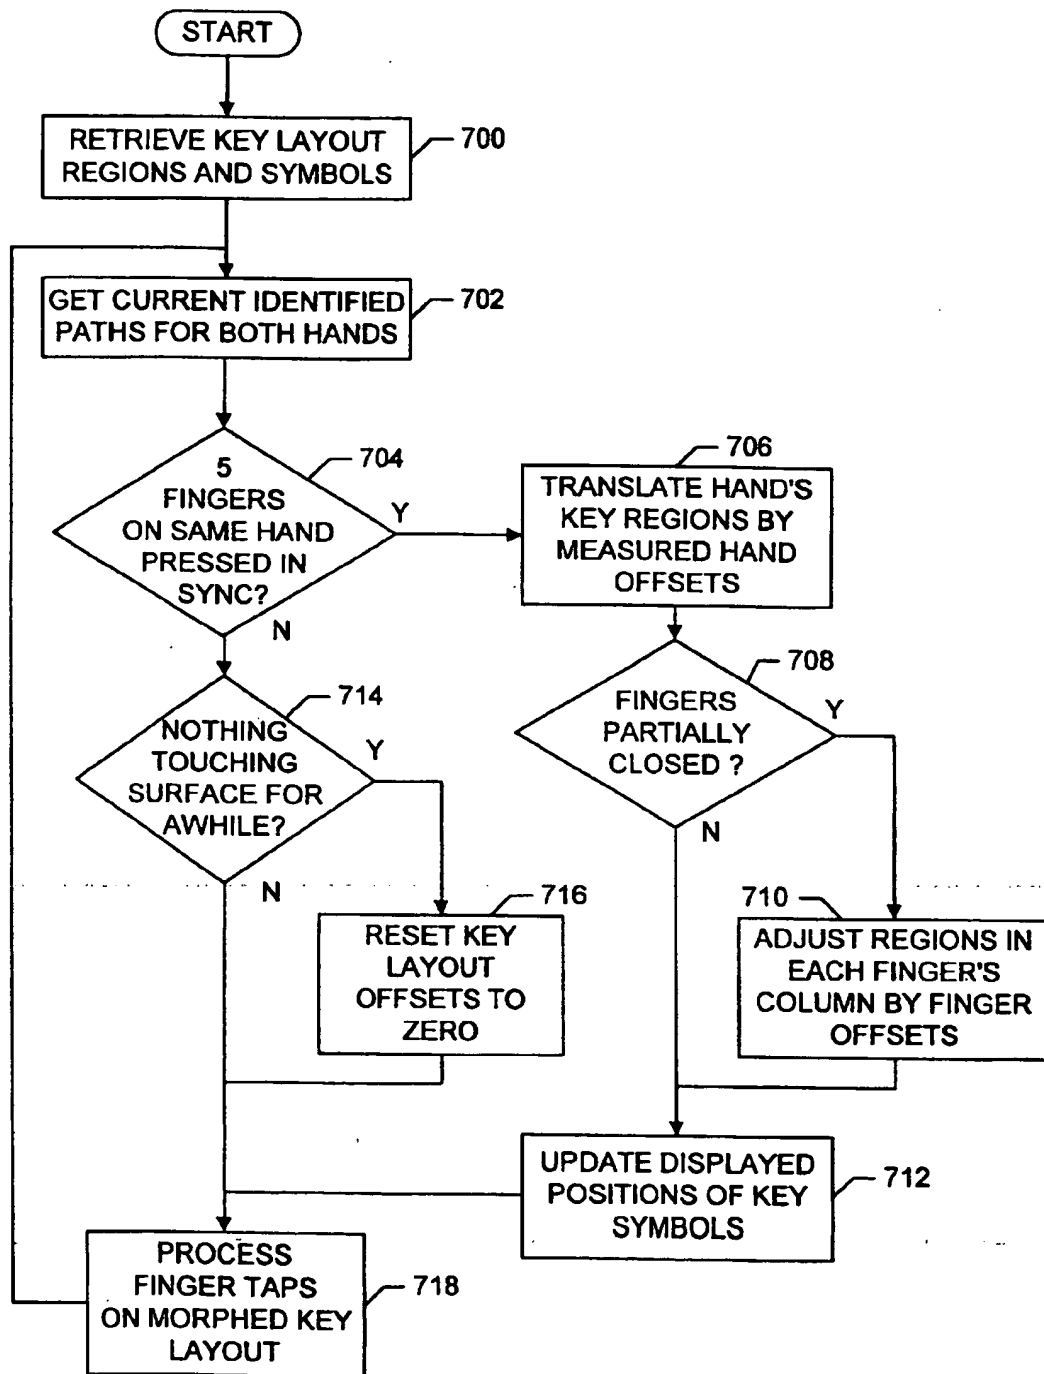 START
RETRIEVE KEY LAYOUT
REGIONS AND SYMBOLS
700
GET CURRENT IDENTIFIED
PATHS FOR BOTH HANDS
702
5
FINGERS
ON SAME HAND
PRESSED IN
SYNC?
704
Y
N
706
TRANSLATE HAND'S
KEY REGIONS BY
MEASURED HAND
OFFSETS
708
FINGERS
PARTIALLY
CLOSED ?
Y
N
714
NOTHING
TOUCHING
SURFACE FOR
AWHILE?
Y
N
716
RESET KEY
LAYOUT
OFFSETS TO
ZERO
710
ADJUST REGIONS IN
EACH FINGER'S
COLUMN BY FINGER
OFFSETS
UPDATE DISPLAYED
POSITIONS OF KEY
SYMBOLS
712
PROCESS
FINGER TAPS
ON MORPHED KEY
LAYOUT
718